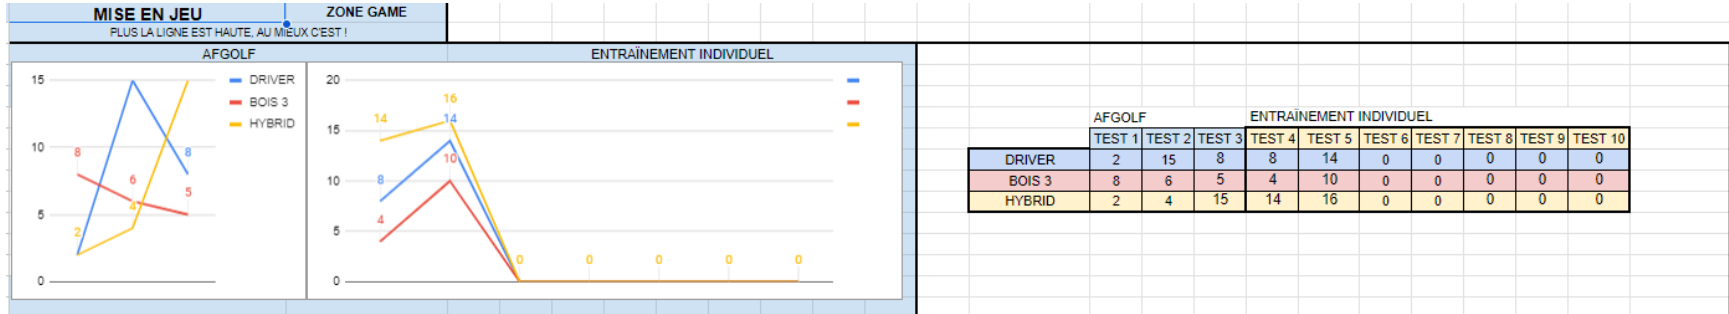 MISE EN JEU ZONE GAME
PLUS LA LIGNE EST HAUTE, AU MIEUX C'EST !
AFGOLF ENTRAÏNEMENT INDIVIDUEL
15 10 5 0
DRIVER
BOIS 3
HYBRID
8 6 5
8
2 4
20 15 10 5 0
14 16
8 14
4 10
0 0 0 0 0
AFGOLF ENTRAÏNEMENT INDIVIDUEL
TEST 1 TEST 2 TEST 3 TEST 4 TEST 5 TEST 6 TEST 7 TEST 8 TEST 9 TEST 10
DRIVER 2 15 8 8 14 0 0 0 0 0
BOIS 3 8 6 5 4 10 0 0 0 0 0
HYBRID 2 4 15 14 16 0 0 0 0 0